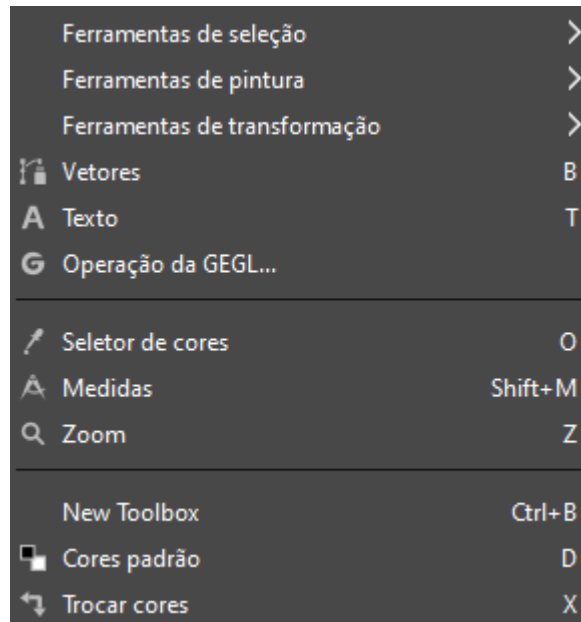 Ferramentas de seleção
Ferramentas de pintura
Ferramentas de transformação
Vetores B
Texto T
Operação da GEGL...
Seletor de cores O
Medidas Shift+M
Zoom Z
New Toolbox Ctrl+B
Cores padrão D
Trocar cores X